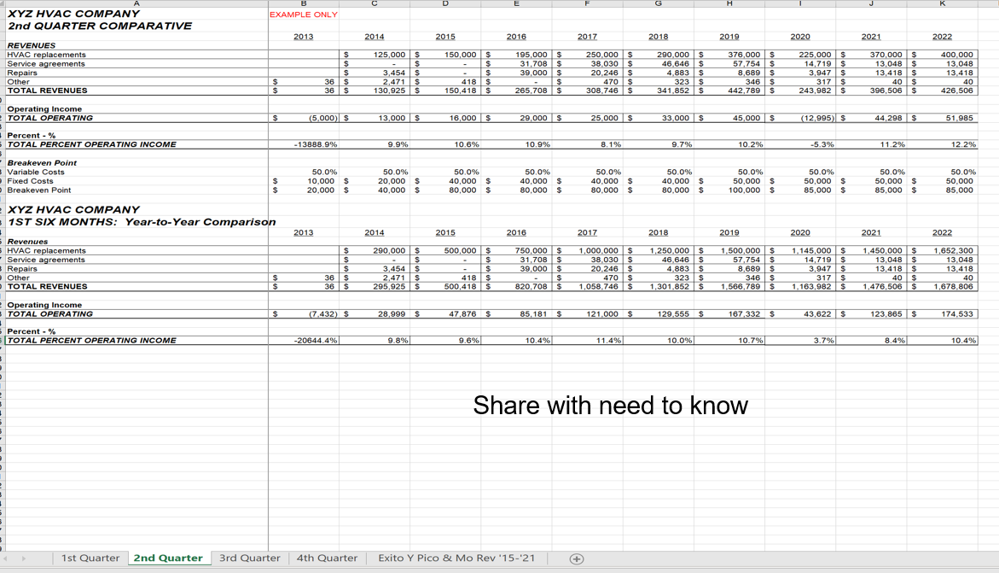 A B C D E F G H I J K
XYZ HVAC COMPANY EXAMPLE ONLY
2nd QUARTER COMPARATIVE
2013 2014 2015 2016 2017 2018 2019 2020 2021 2022
REVENUES
HVAC replacements $ 125,000 $ 150,000 $ 195,000 $ 250,000 $ 290,000 $ 376,000 $ 225,000 $ 370,000 $ 400,000
Service agreements $ - $ - $ 31,708 $ 38,030 $ 46,646 $ 57,754 $ 14,719 $ 13,048 $ 13,048
Repairs $ 3,454 $ - $ 39,000 $ 20,246 $ 4,883 $ 8,689 $ 3,947 $ 13,418 $ 13,418
Other $ 36 $ 2,471 $ 418 $ - $ 470 $ 323 $ 346 $ 317 $ 40 $ 40
TOTAL REVENUES $ 36 $ 130,925 $ 150,418 $ 265,708 $ 308,746 $ 341,852 $ 442,789 $ 243,982 $ 396,506 $ 426,506
Operating Income
TOTAL OPERATING $ (5,000) $ 13,000 $ 16,000 $ 29,000 $ 25,000 $ 33,000 $ 45,000 $ (12,995) $ 44,298 $ 51,985
Percent - %
TOTAL PERCENT OPERATING INCOME -13888.9% 9.9% 10.6% 10.9% 8.1% 9.7% 10.2% -5.3% 11.2% 12.2%
Breakeven Point
Variable Costs 50.0% 50.0% 50.0% 50.0% 50.0% 50.0% 50.0% 50.0% 50.0% 50.0%
Fixed Costs $ 10,000 $ 20,000 $ 40,000 $ 40,000 $ 40,000 $ 40,000 $ 50,000 $ 50,000 $ 50,000 $ 50,000
Breakeven Point $ 20,000 $ 40,000 $ 80,000 $ 80,000 $ 80,000 $ 80,000 $ 100,000 $ 85,000 $ 85,000 $ 85,000
XYZ HVAC COMPANY
1ST SIX MONTHS: Year-to-Year Comparison
2013 2014 2015 2016 2017 2018 2019 2020 2021 2022
Revenues
HVAC replacements $ 290,000 $ 500,000 $ 750,000 $ 1,000,000 $ 1,250,000 $ 1,500,000 $ 1,145,000 $ 1,450,000 $ 1,652,300
Service agreements $ - $ - $ 31,708 $ 38,030 $ 46,646 $ 57,754 $ 14,719 $ 13,048 $ 13,048
Repairs $ 3,454 $ - $ 39,000 $ 20,246 $ 4,883 $ 8,689 $ 3,947 $ 13,418 $ 13,418
Other $ 36 $ 2,471 $ 418 $ - $ 470 $ 323 $ 346 $ 317 $ 40 $ 40
TOTAL REVENUES $ 36 $ 295,925 $ 500,418 $ 820,708 $ 1,058,746 $ 1,301,852 $ 1,566,789 $ 1,163,982 $ 1,476,506 $ 1,678,806
Operating Income
TOTAL OPERATING $ (7,432) $ 28,999 $ 47,876 $ 85,181 $ 121,000 $ 129,555 $ 167,332 $ 43,622 $ 123,865 $ 174,533
Percent - %
TOTAL PERCENT OPERATING INCOME -20644.4% 9.8% 9.6% 10.4% 11.4% 10.0% 10.7% 3.7% 8.4% 10.4%
Share with need to know
1st Quarter 2nd Quarter 3rd Quarter 4th Quarter Exito Y Pico & Mo Rev '15-'21